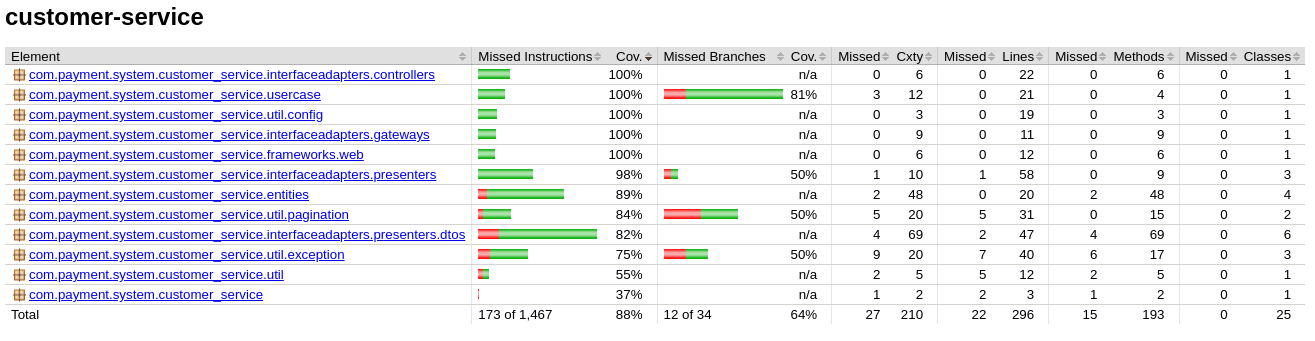 customer-service
Element Missed Instructions Cov. Missed Branches Cov. Missed Cxty Missed Lines Missed Methods Missed Classes
com.payment.system.customer_service.interfaceadapters.controllers 100% n/a 0 6 0 22 0 6 0 1
com.payment.system.customer_service.usercase 100% 81% 3 12 0 21 0 4 0 1
com.payment.system.customer_service.util.config 100% n/a 0 3 0 19 0 3 0 1
com.payment.system.customer_service.interfaceadapters.gateways 100% n/a 0 9 0 11 0 9 0 1
com.payment.system.customer_service.frameworks.web 100% n/a 0 6 0 12 0 6 0 1
com.payment.system.customer_service.interfaceadapters.presenters 98% 50% 1 10 1 58 0 9 0 3
com.payment.system.customer_service.entities 89% n/a 2 48 0 20 2 48 0 4
com.payment.system.customer_service.util.pagination 84% 50% 5 20 5 31 0 15 0 2
com.payment.system.customer_service.interfaceadapters.presenters.dtos 82% n/a 4 69 2 47 4 69 0 6
com.payment.system.customer_service.util.exception 75% 50% 9 20 7 40 6 17 0 3
com.payment.system.customer_service.util 55% n/a 2 5 5 12 2 5 0 1
com.payment.system.customer_service 37% n/a 1 2 2 3 1 2 0 1
Total 173 of 1,467 88% 12 of 34 64% 27 210 22 296 15 193 0 25